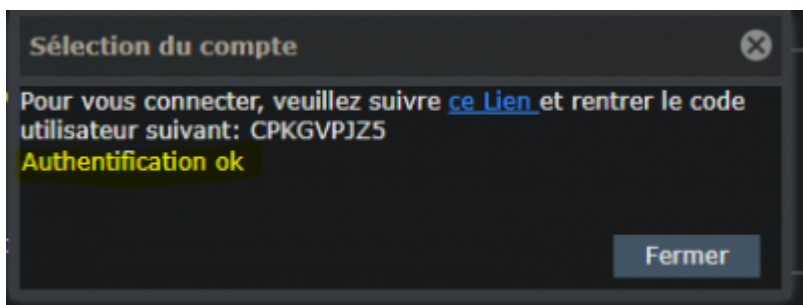 Sélection du compte
Pour vous connecter, veuillez suivre ce Lien et rentrer le code
utilisateur suivant: CPKGVPJZ5
Authentification ok
Fermer